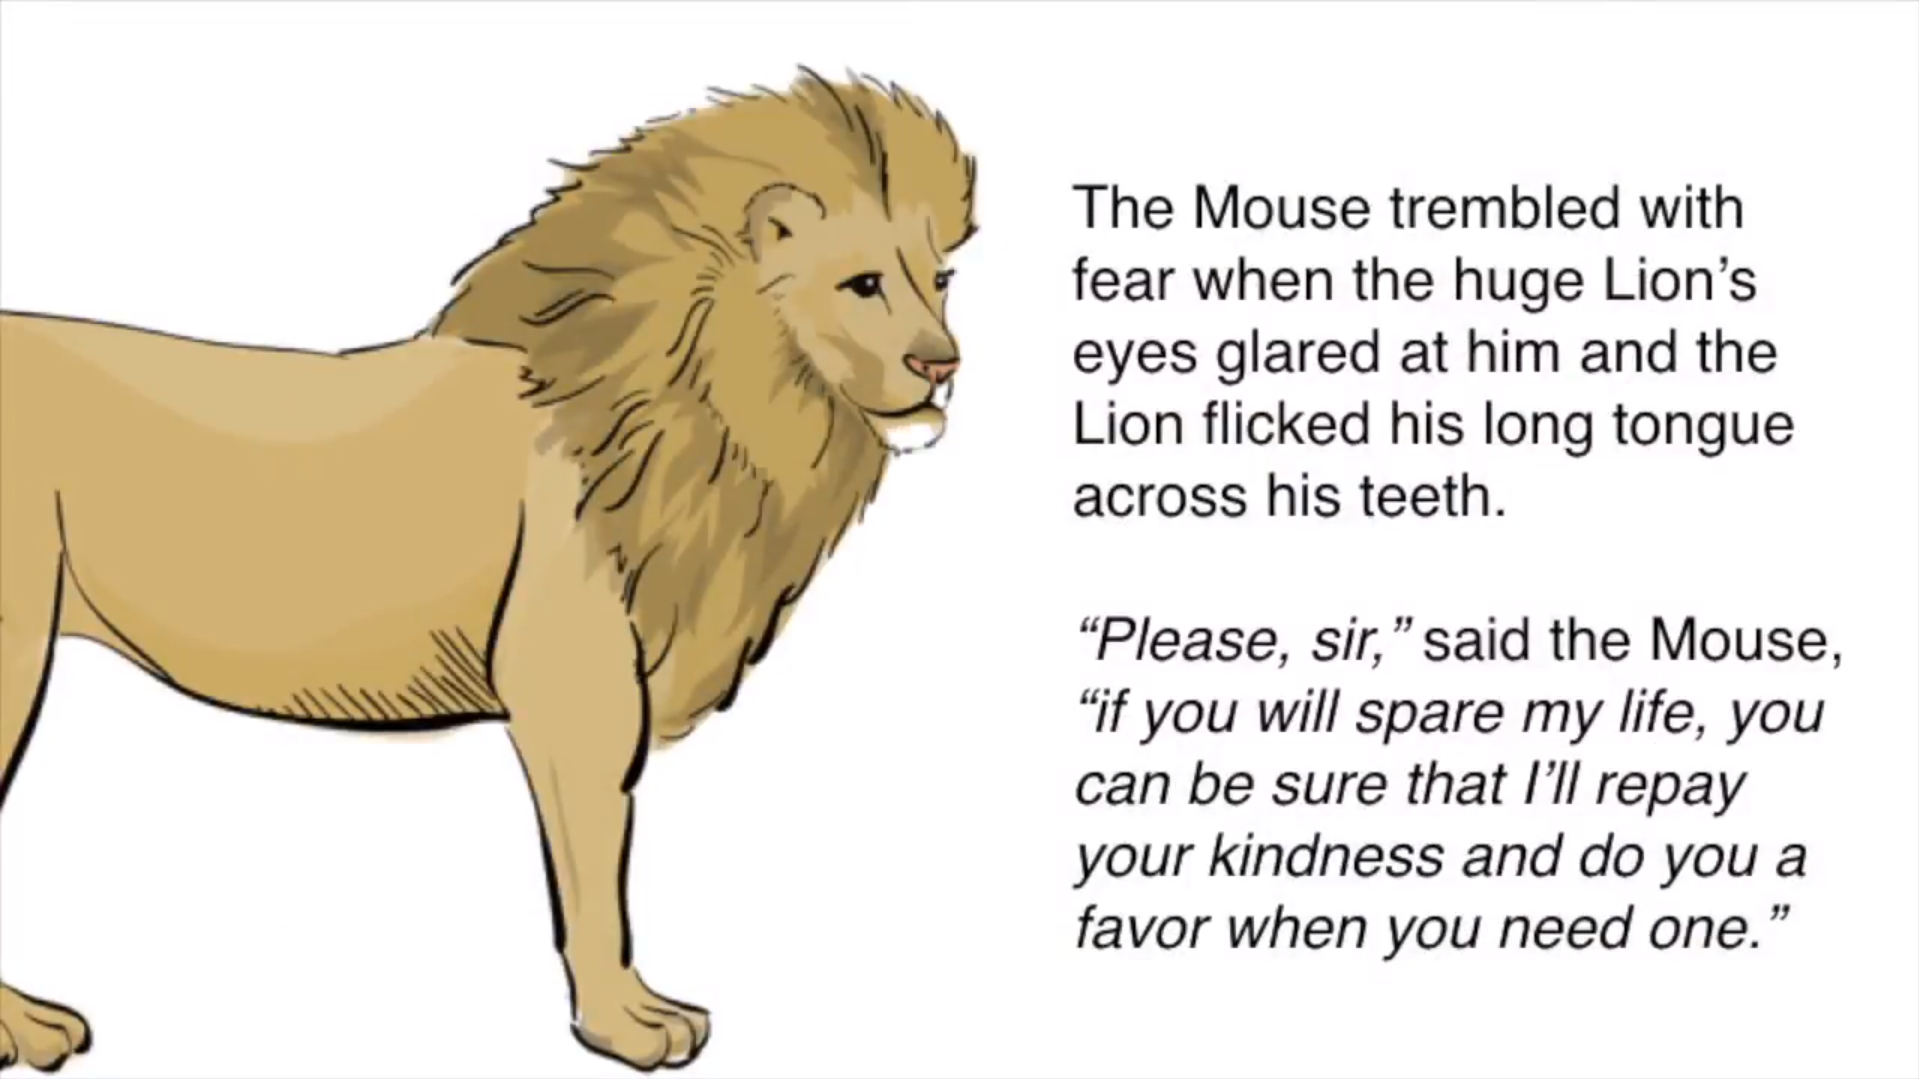 The Mouse trembled with
fear when the huge Lion’s
eyes glared at him and the
Lion flicked his long tongue
across his teeth.
“Please, sir,” said the Mouse,
“if you will spare my life, you
can be sure that I’ll repay
your kindness and do you a
favor when you need one.”